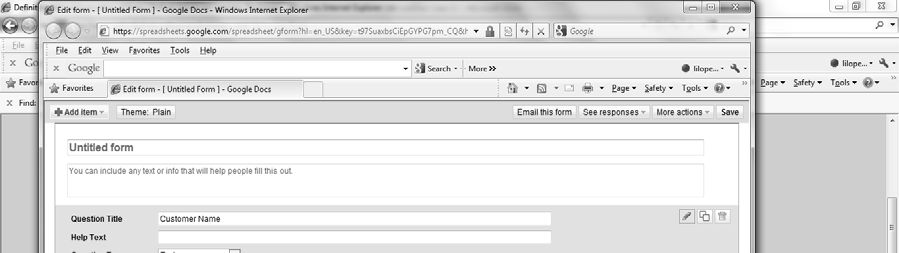 Definiti
Edit form - [ Untitled Form ] - Google Docs - Windows Internet Explorer
https://spreadsheets.google.com/spreadsheet/gform?hl=en_US&key=t97SuaxbsCiEpGYPG7pm_CQ&h
Google
File
File Edit View Favorites Tools Help
x Google
Search
More >>
lilope...
lilope...
Favorites
Favorites
Edit form - [ Untitled Form ] - Google Docs
Page Safety Tools
Page Safety Tools
x Find:
Add item
Theme: Plain
Email this form
See responses
More actions
Save
Untitled form
You can include any text or info that will help people fill this out.
Question Title
Customer Name
Help Text